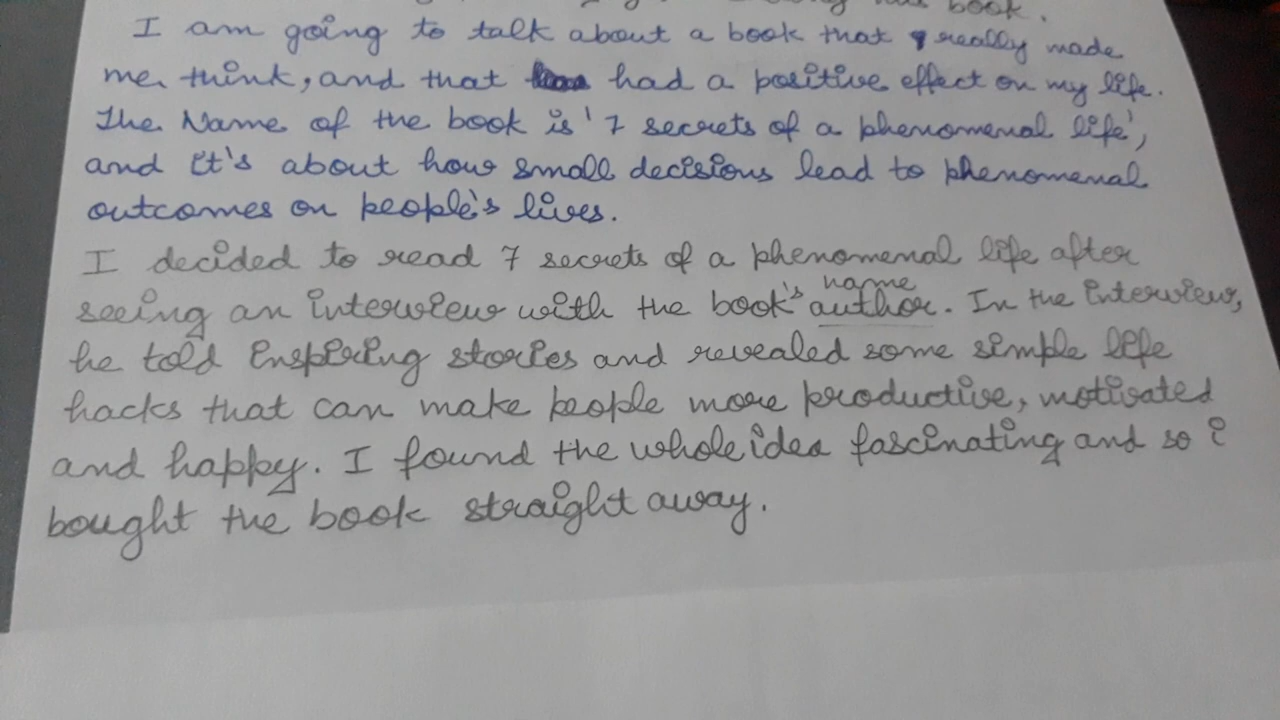 book.
I am going to talk about a book that really made
me think, and that had a positive effect on my life.
The Name of the book is '7 secrets of a phenomenal life',
and it's about how small decisions lead to phenomenal
outcomes on people's lives.
I decided to read 7 secrets of a phenomenal life after
name
seeing an interview with the book's author. In the interview,
he told inspiring stories and revealed some simple life
hacks that can make people more productive, motivated
and happy. I found the whole idea fascinating and so i
bought the book straight away.